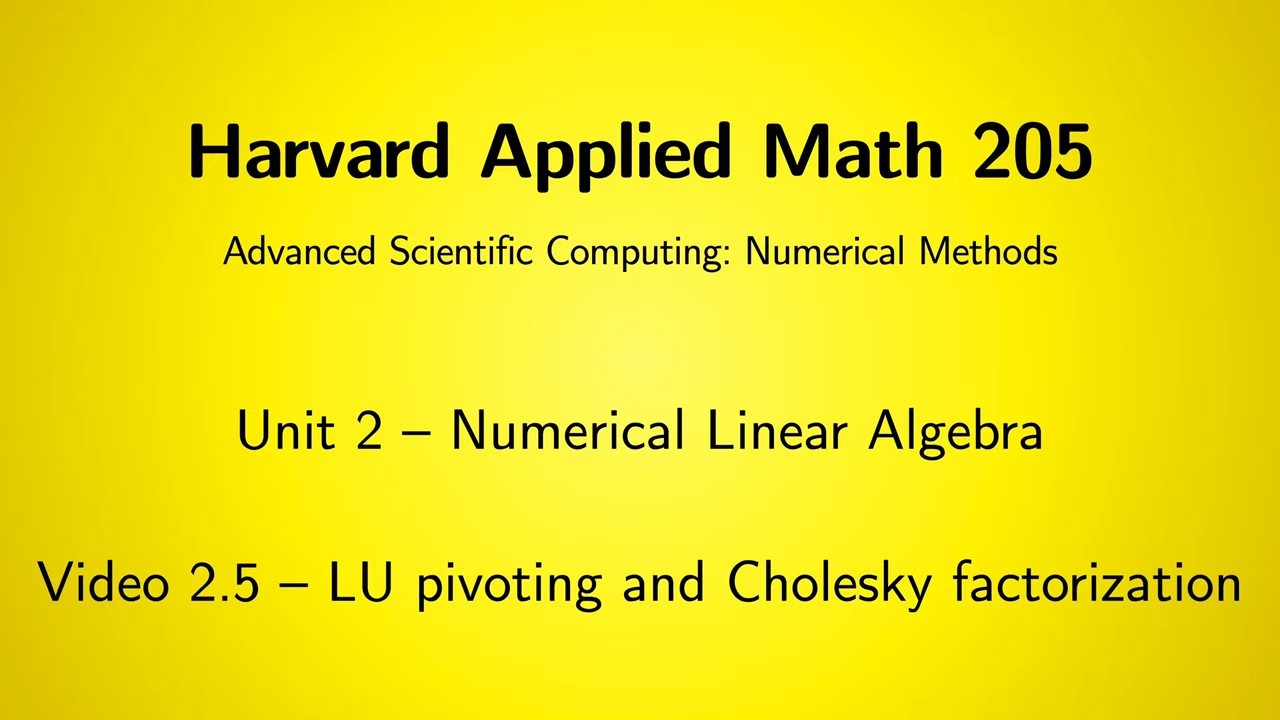 Harvard Applied Math 205
Advanced Scientific Computing: Numerical Methods
Unit 2 – Numerical Linear Algebra
Video 2.5 – LU pivoting and Cholesky factorization